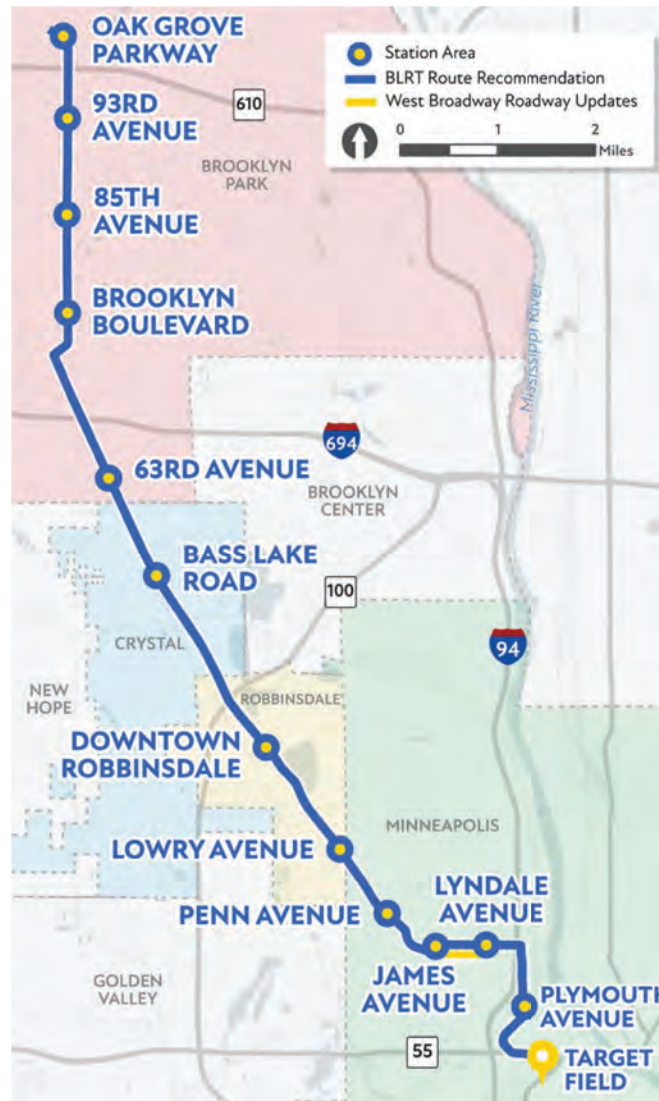 OAK GROVE
PARKWAY
Station Area
BLRT Route Recommendation
West Broadway Roadway Updates
0 1 2
Miles
93RD
AVENUE
610
BROOKLYN
PARK
85TH
AVENUE
BROOKLYN
BOULEVARD
Mississippi River
694
63RD AVENUE
BROOKLYN
CENTER
BASS LAKE
ROAD
100
CRYSTAL
94
NEW
HOPE
ROBBINSDALE
DOWNTOWN
ROBBINSDALE
MINNEAPOLIS
LOWRY AVENUE
LYNDALE
AVENUE
PENN AVENUE
JAMES
AVENUE
GOLDEN
VALLEY
PLYMOUTH
AVENUE
55
TARGET
FIELD